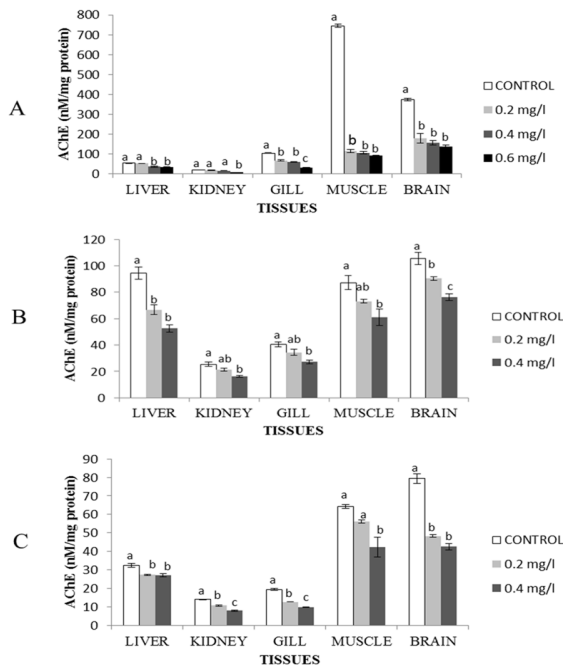 A
AChE (nM/mg protein)
800
700
600
500
400
300
200
100
0
a a b b
a a a b
a b b c
a b b b
a b b b
LIVER KIDNEY GILL MUSCLE BRAIN
TISSUES
CONTROL
0.2 mg/l
0.4 mg/l
0.6 mg/l
B
AChE (nM/mg protein)
120
100
80
60
40
20
0
a b b
a ab b
a ab b
a ab b
a b c
LIVER KIDNEY GILL MUSCLE BRAIN
TISSUES
CONTROL
0.2 mg/l
0.4 mg/l
C
AChE (nM/mg protein)
90
80
70
60
50
40
30
20
10
0
a b b
a b c
a b c
a a b
a b b
LIVER KIDNEY GILL MUSCLE BRAIN
TISSUES
CONTROL
0.2 mg/l
0.4 mg/l